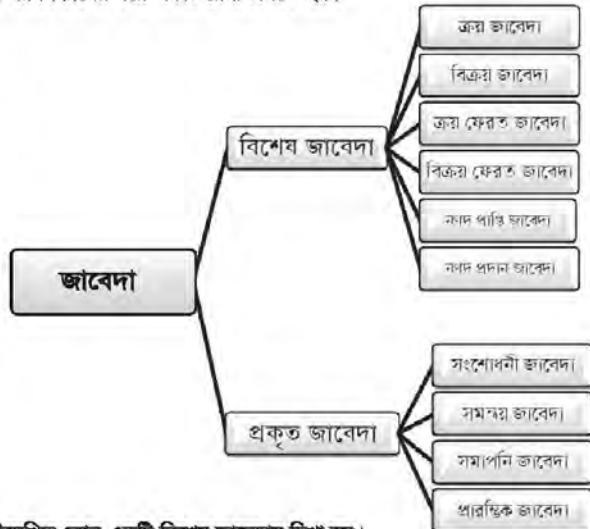 ক্রয় জাবেদা
বিক্রয় জাবেদা
বিশেষ জাবেদা
ক্রয় ফেরত জাবেদা
বিক্রয় ফেরত জাবেদা
নগদ প্রাপ্তি জাবেদা
নগদ প্রদান জাবেদা
জাবেদা
সংশোধনী জাবেদা
সমন্বয় জাবেদা
প্রকৃত জাবেদা
সমাপনি জাবেদা
প্রারম্ভিক জাবেদা